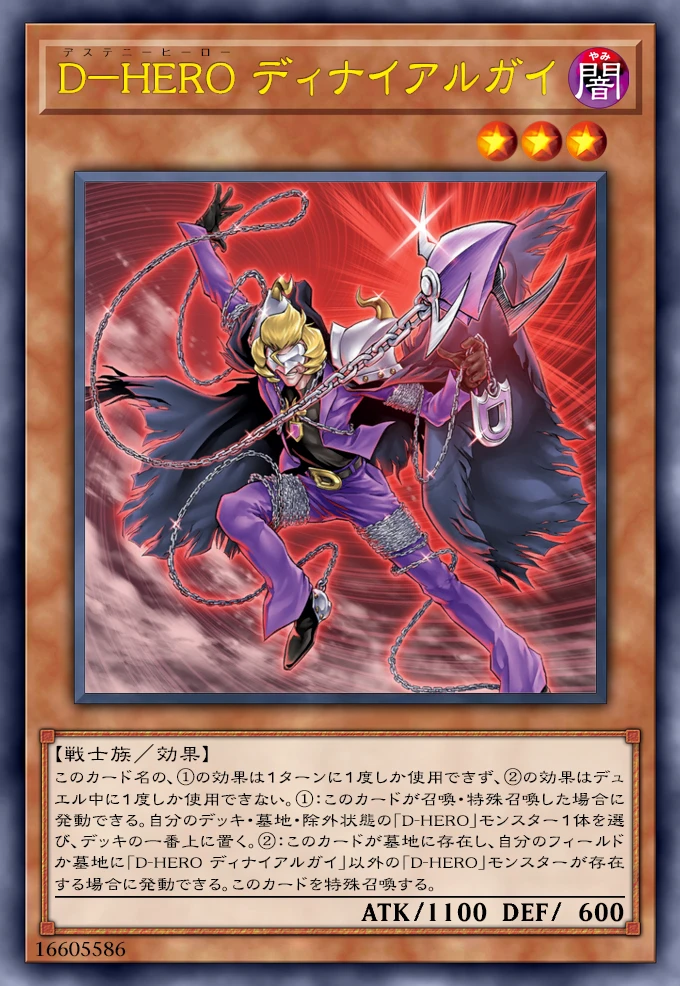 デステニーヒーロー
D-HERO ディナイアルガイ
やみ
闇
【戦士族/効果】
このカード名の、①の効果は1ターンに1度しか使用できず、②の効果はデュ
エル中に1度しか使用できない。①:このカードが召喚・特殊召喚した場合に
発動できる。自分のデッキ・墓地・除外状態の「D-HERO」モンスター1体を選
び、デッキの一番上に置く。②:このカードが墓地に存在し、自分のフィールド
か墓地に「D-HERO ディナイアルガイ」以外の「D-HERO」モンスターが存在
する場合に発動できる。このカードを特殊召喚する。
ATK/1100 DEF/ 600
16605586